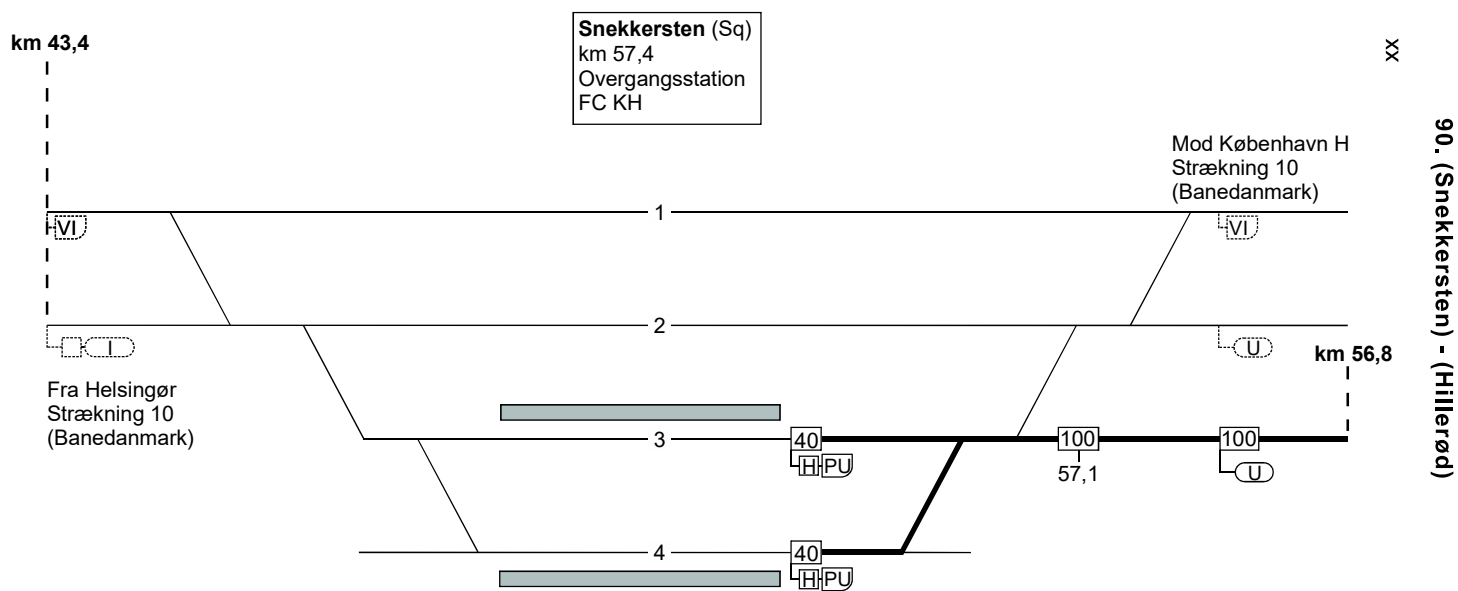 km 43,4
Snekkersten (Sq)
km 57,4
Overgangsstation
FC KH
xx
90. (Snekkersten) - (Hillerød)
Mod København H
Strækning 10
(Banedanmark)
1
VI
VI
2
I
U
km 56,8
Fra Helsingør
Strækning 10
(Banedanmark)
3
40
100
100
H PU
57,1
U
4
40
H PU